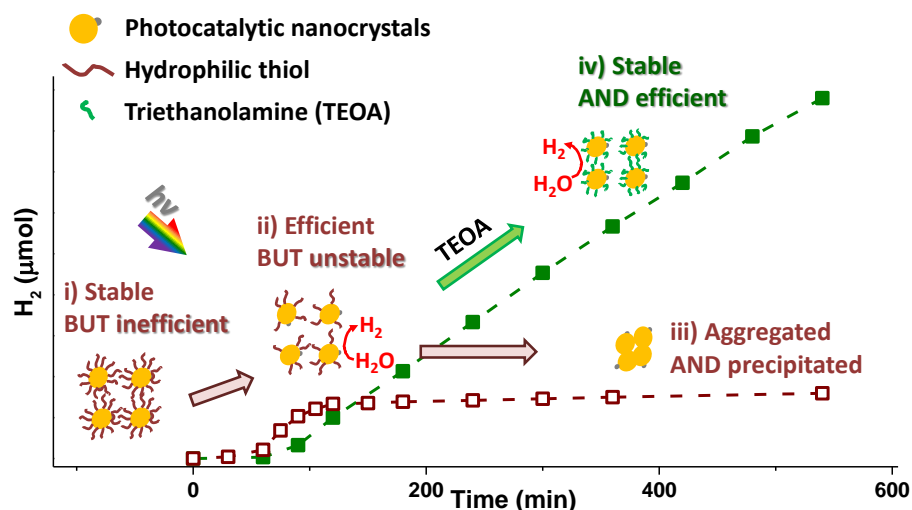 Photocatalytic nanocrystals
Hydrophilic thiol
Triethanolamine (TEOA)
iv) Stable
AND efficient
H₂
H₂O
hν
ii) Efficient
BUT unstable
TEOA
i) Stable
BUT inefficient
H₂
H₂O
iii) Aggregated
AND precipitated
H₂ (μmol)
0
200
400
600
Time (min)